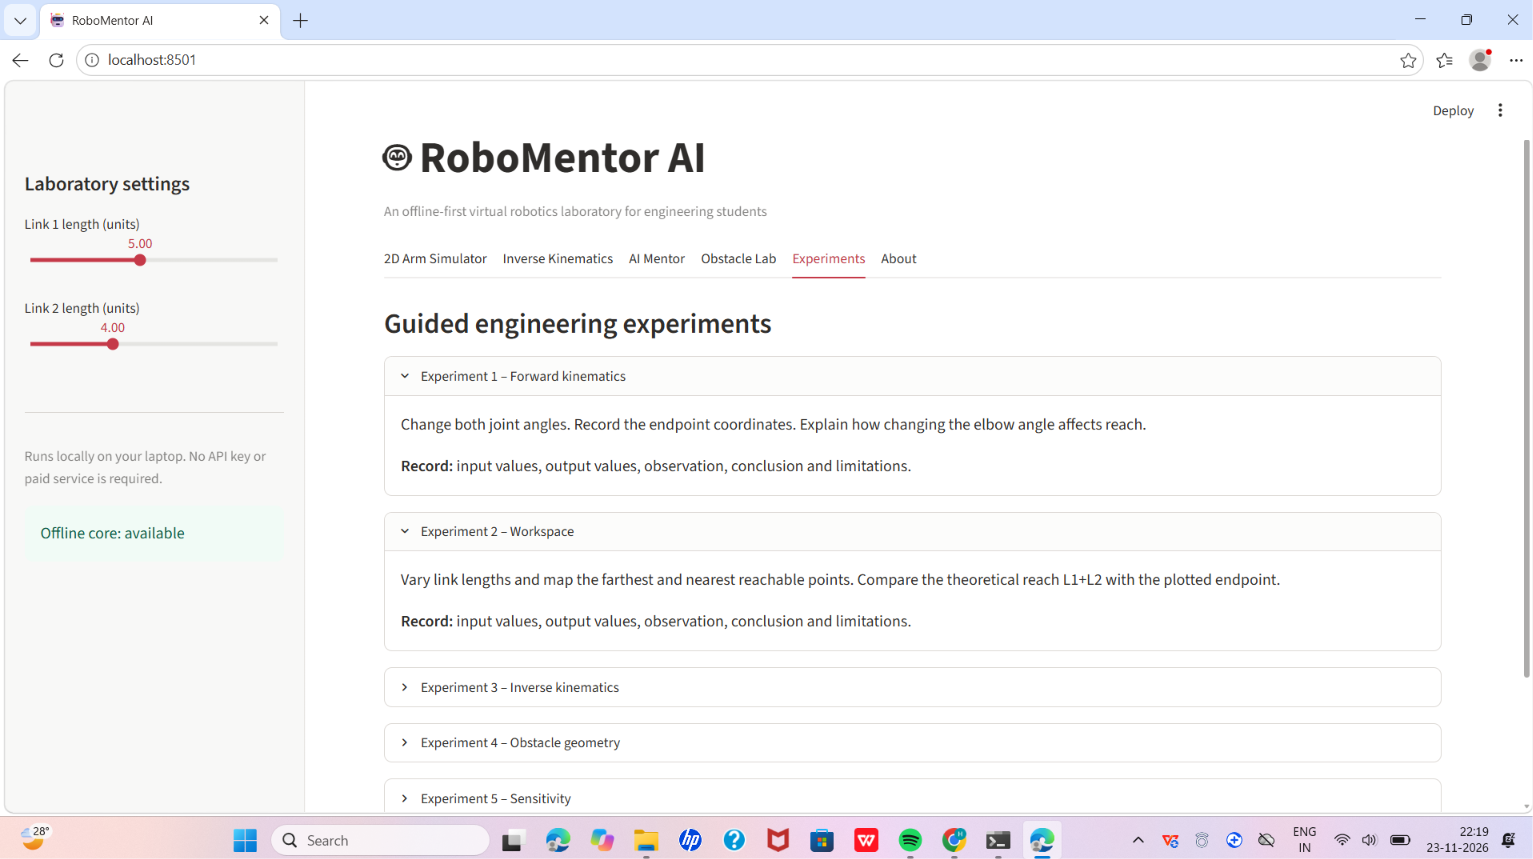 RoboMentor AI
localhost:8501
Deploy
Laboratory settings
Link 1 length (units)
5.00
Link 2 length (units)
4.00
Runs locally on your laptop. No API key or
paid service is required.
Offline core: available
RoboMentor AI
An offline-first virtual robotics laboratory for engineering students
2D Arm Simulator Inverse Kinematics AI Mentor Obstacle Lab Experiments About
Guided engineering experiments
Experiment 1 – Forward kinematics
Change both joint angles. Record the endpoint coordinates. Explain how changing the elbow angle affects reach.
Record: input values, output values, observation, conclusion and limitations.
Experiment 2 – Workspace
Vary link lengths and map the farthest and nearest reachable points. Compare the theoretical reach L1+L2 with the plotted endpoint.
Record: input values, output values, observation, conclusion and limitations.
Experiment 3 – Inverse kinematics
Experiment 4 – Obstacle geometry
Experiment 5 – Sensitivity
28°
Search
hp
ENG
IN
22:19
23-11-2026